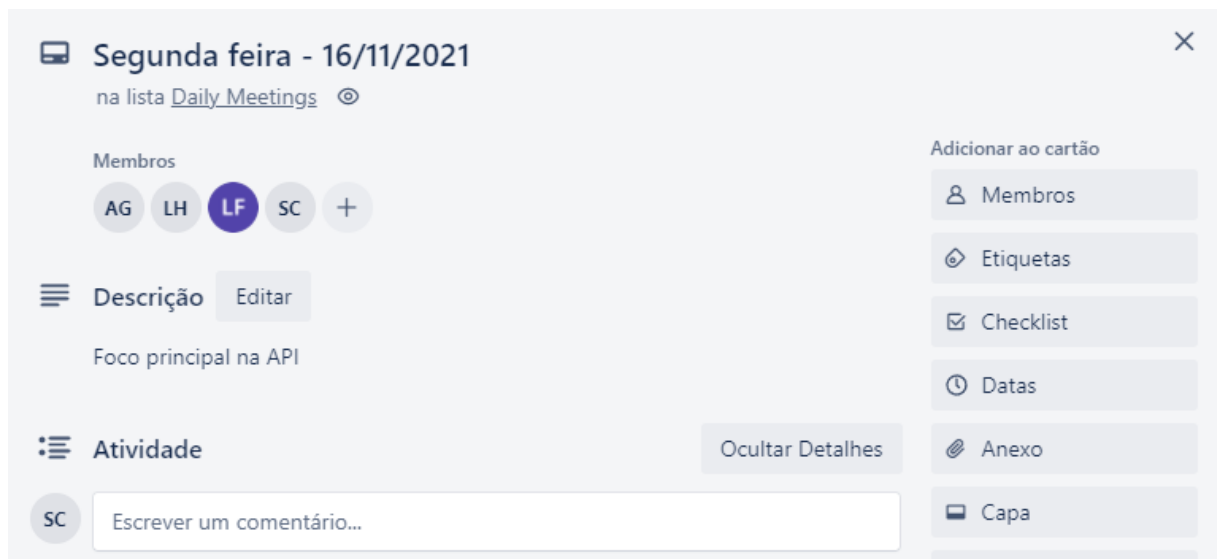 Segunda feira - 16/11/2021
na lista Daily Meetings
Membros
AG LH LF SC +
Descrição Editar
Foco principal na API
Atividade Ocultar Detalhes
SC Escrever um comentário...
Adicionar ao cartão
Membros
Etiquetas
Checklist
Datas
Anexo
Capa